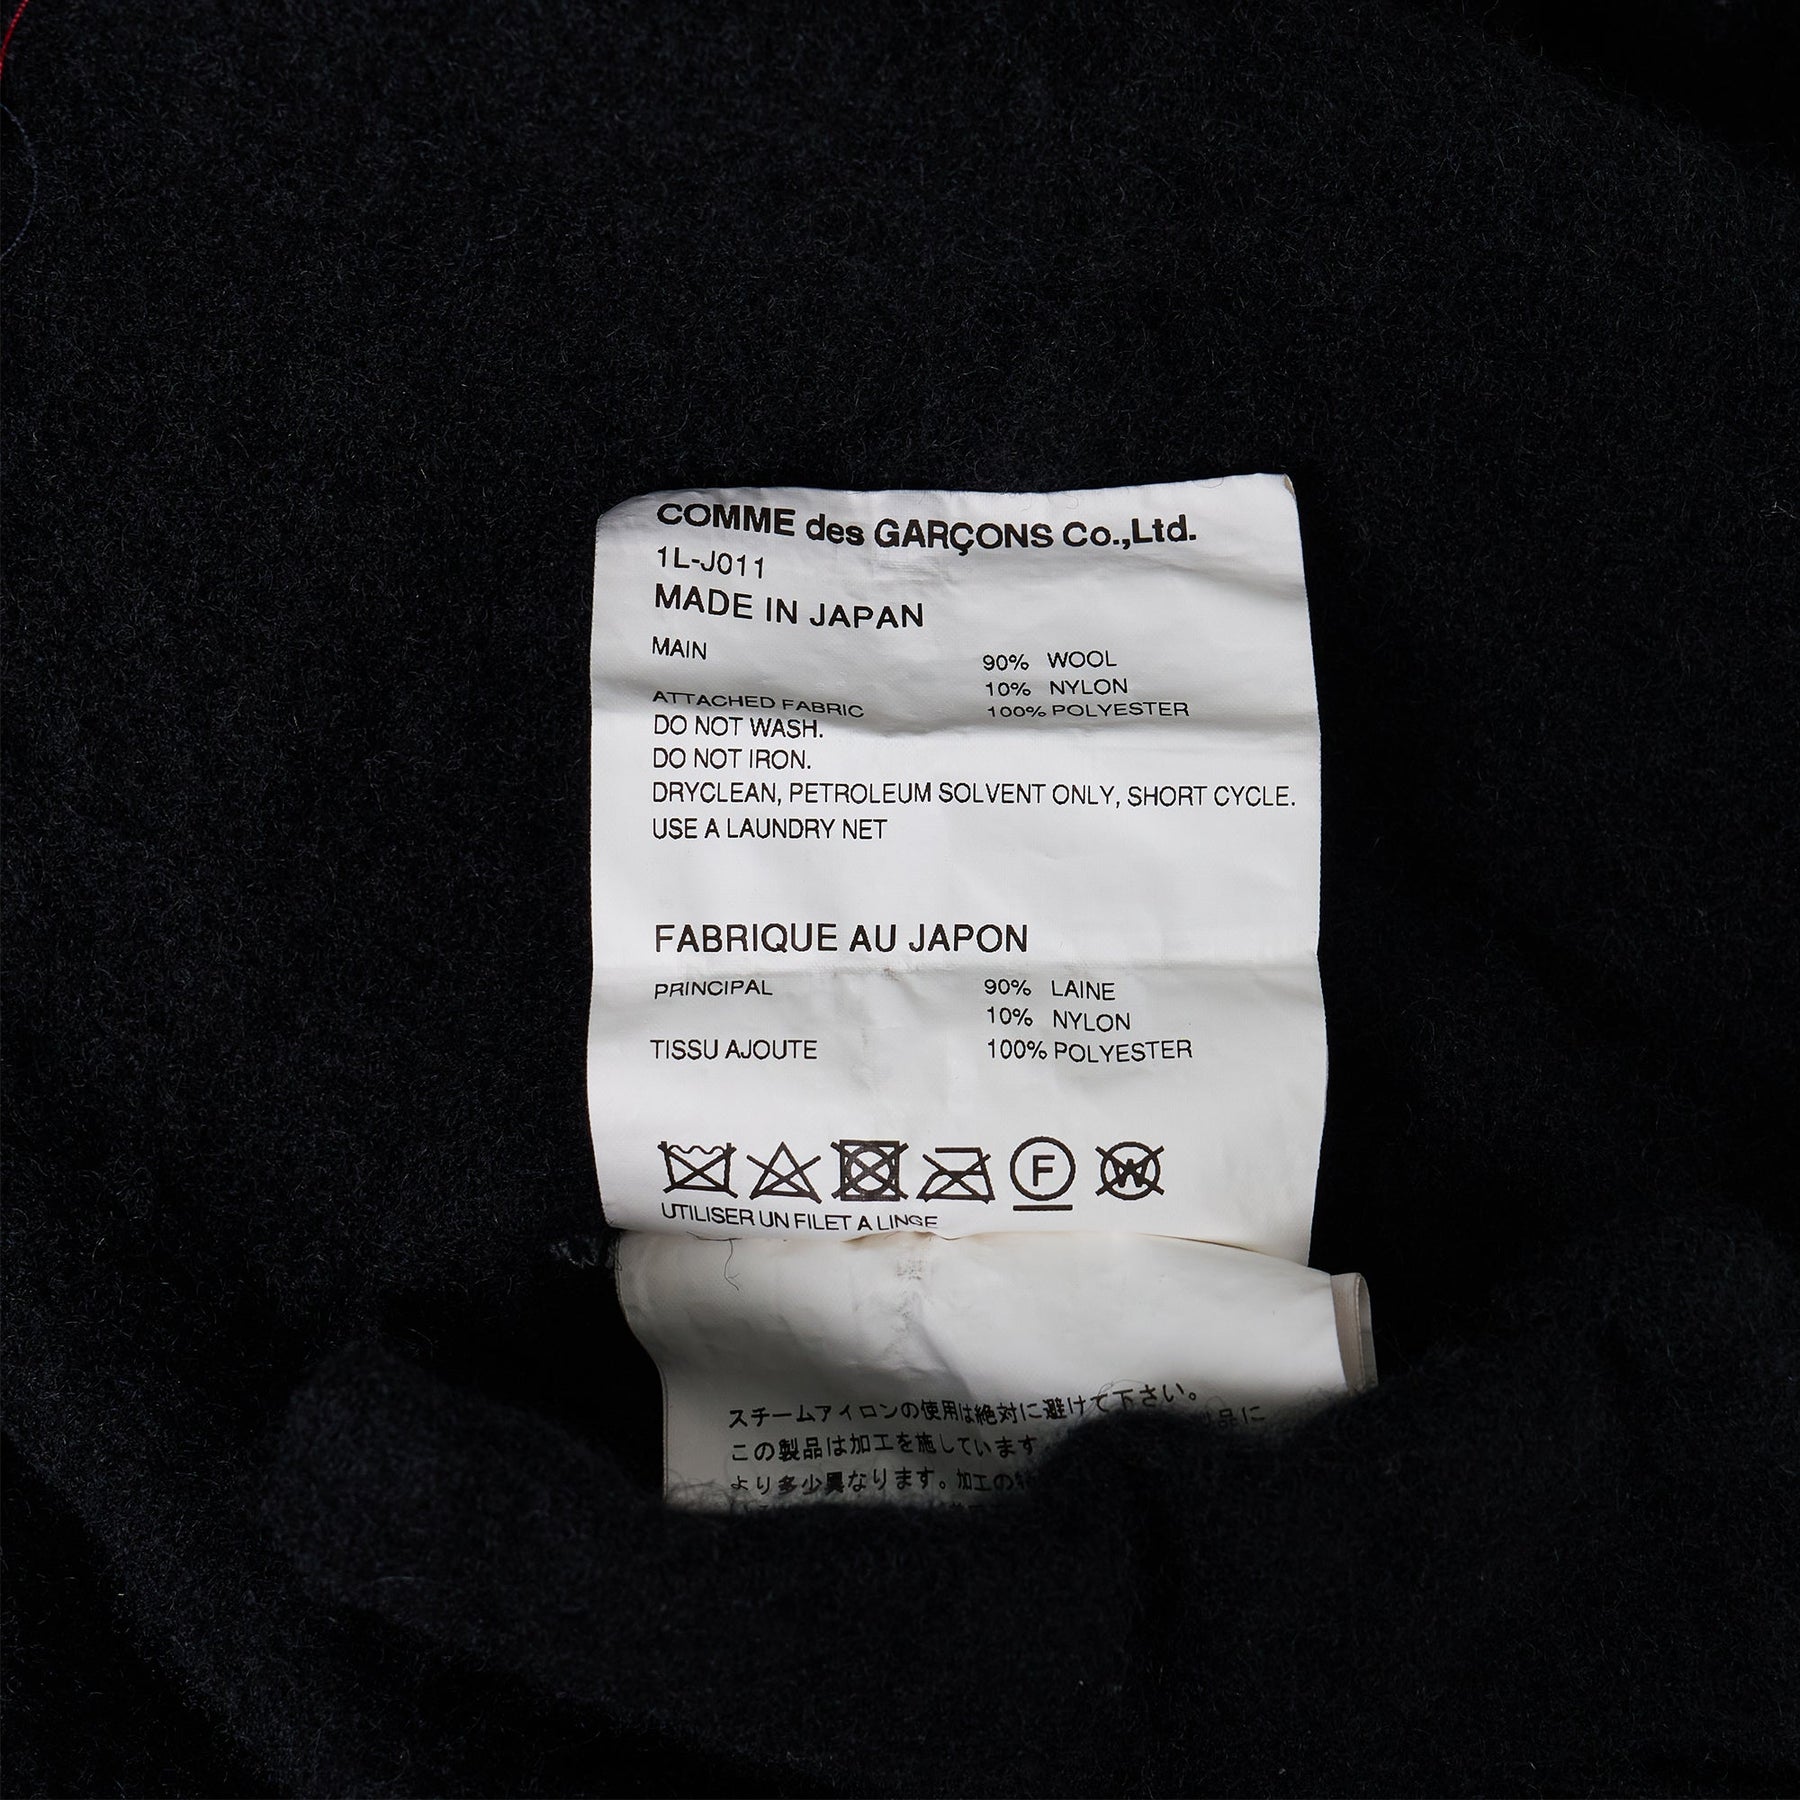 COMME des GARÇONS Co.,Ltd.
1L-J011
MADE IN JAPAN
MAIN 90% WOOL
10% NYLON
ATTACHED FABRIC 100% POLYESTER
DO NOT WASH.
DO NOT IRON.
DRYCLEAN, PETROLEUM SOLVENT ONLY, SHORT CYCLE.
USE A LAUNDRY NET
FABRIQUE AU JAPON
PRINCIPAL 90% LAINE
10% NYLON
TISSU AJOUTE 100% POLYESTER
F W
UTILISER UN FILET A LINGE
スチームアイロンの使用は絶対に避けて下さい。
この製品は加工を施しています 製品に
より多少異なります。加工の特